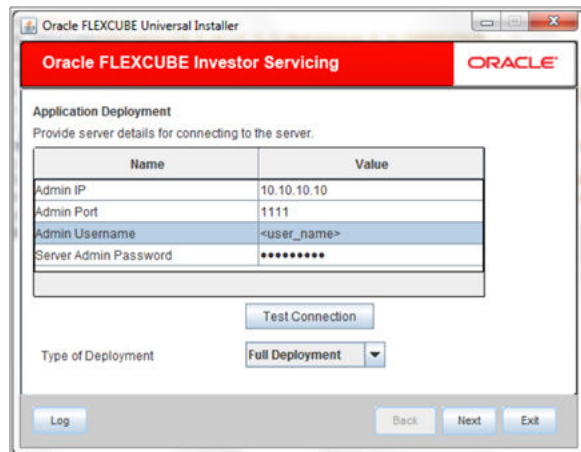 Oracle FLEXCUBE Universal Installer
Oracle FLEXCUBE Investor Servicing
ORACLE
Application Deployment
Provide server details for connecting to the server.
Name Value
Admin IP 10.10.10.10
Admin Port 1111
Admin Username <user_name>
Server Admin Password •••••••••
Test Connection
Type of Deployment Full Deployment
Log Back Next Exit